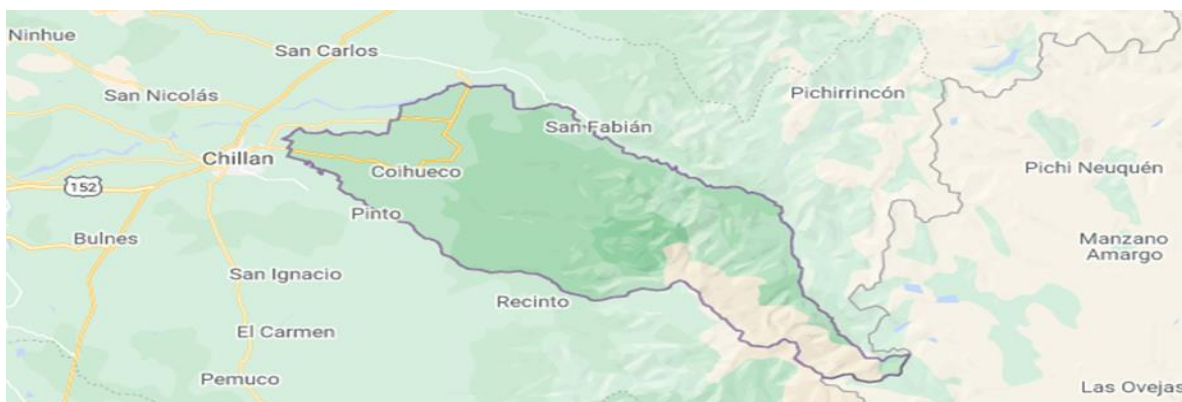 Ninhue
San Carlos
San Nicolás
Pichirrincón
San Fabián
Chillan
Coihueco
Pichi Neuquén
152
Pinto
Bulnes
Manzano
Amargo
San Ignacio
Recinto
El Carmen
Pemuco
Las Ovejas